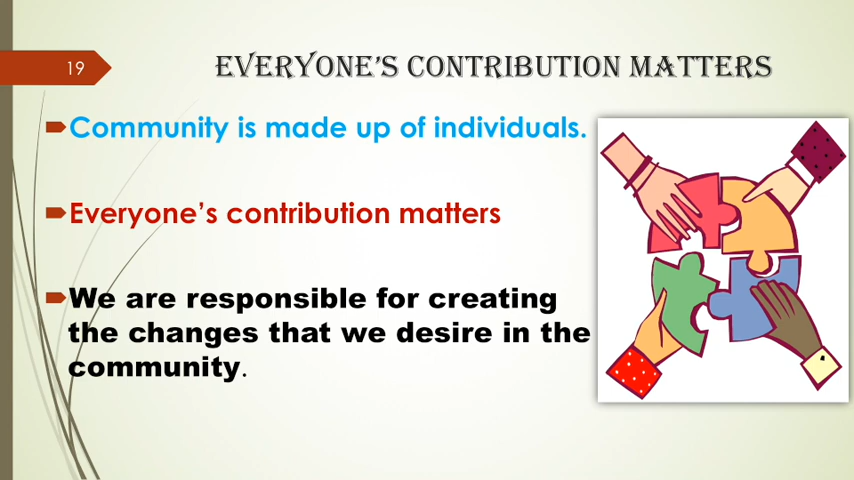 19
EVERYONE'S CONTRIBUTION MATTERS
Community is made up of individuals.
Everyone's contribution matters
We are responsible for creating
the changes that we desire in the
community.